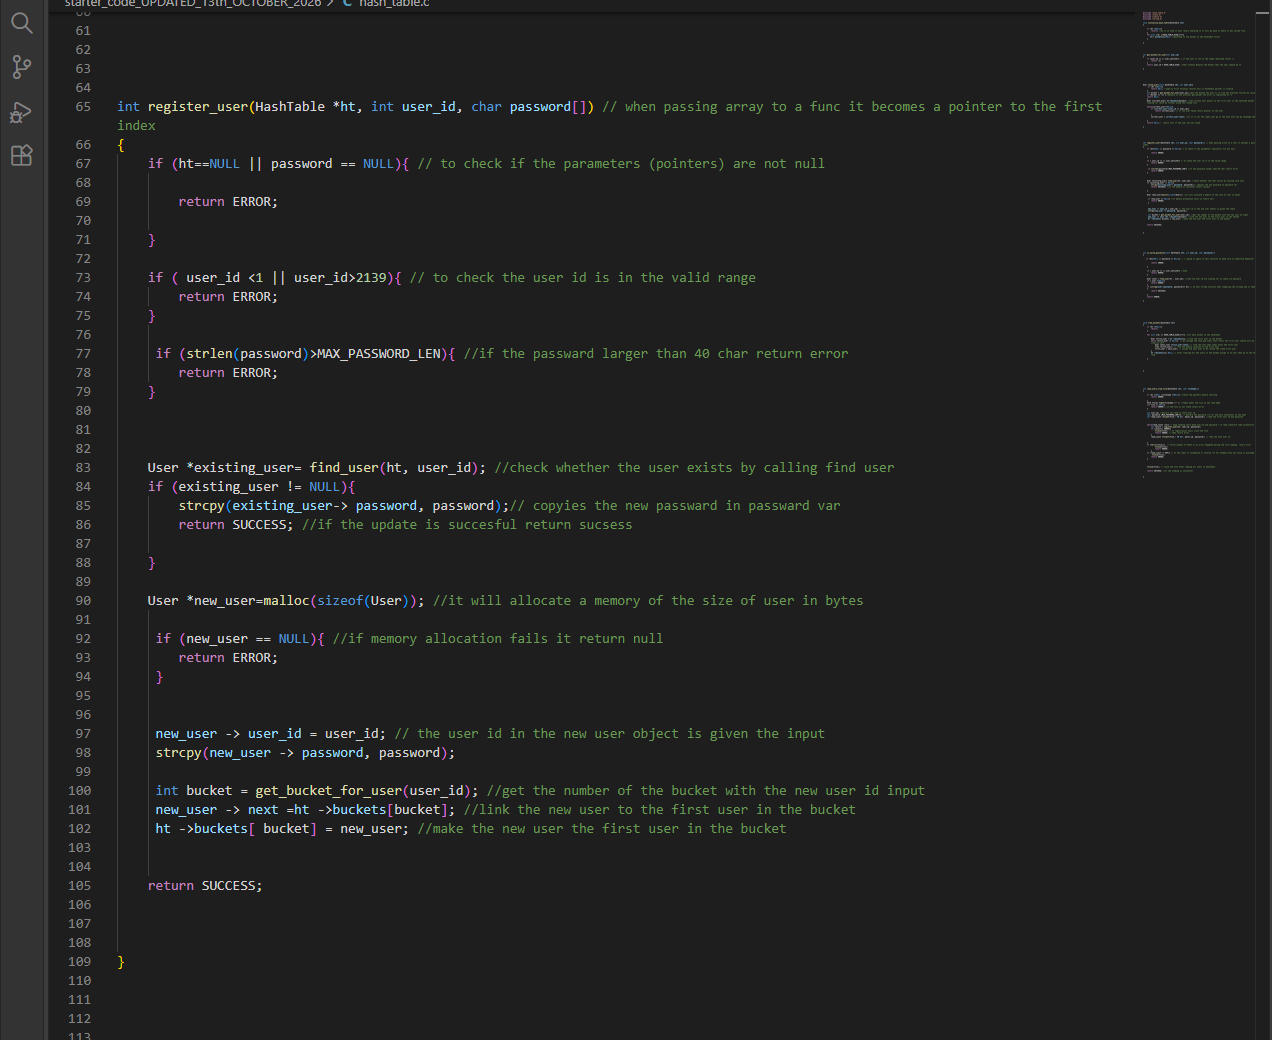 starter_code_UPDATED_13th_OCTOBER_2026 > C hash_table.c
60
61
62
63
64
65 int register_user(HashTable *ht, int user_id, char password[]) // when passing array to a func it becomes a pointer to the first
index
66 {
67 if (ht==NULL || password == NULL){ // to check if the parameters (pointers) are not null
68
69 return ERROR;
70
71 }
72
73 if ( user_id <1 || user_id>2139){ // to check the user id is in the valid range
74 return ERROR;
75 }
76
77 if (strlen(password)>MAX_PASSWORD_LEN){ //if the passward larger than 40 char return error
78 return ERROR;
79 }
80
81
82
83 User *existing_user= find_user(ht, user_id); //check whether the user exists by calling find user
84 if (existing_user != NULL){
85 strcpy(existing_user-> password, password);// copyies the new passward in passward var
86 return SUCCESS; //if the update is succesful return sucsess
87
88 }
89
90 User *new_user=malloc(sizeof(User)); //it will allocate a memory of the size of user in bytes
91
92 if (new_user == NULL){ //if memory allocation fails it return null
93 return ERROR;
94 }
95
96
97 new_user -> user_id = user_id; // the user id in the new user object is given the input
98 strcpy(new_user -> password, password);
99
100 int bucket = get_bucket_for_user(user_id); //get the number of the bucket with the new user id input
101 new_user -> next =ht ->buckets[bucket]; //link the new user to the first user in the bucket
102 ht ->buckets[ bucket] = new_user; //make the new user the first user in the bucket
103
104
105 return SUCCESS;
106
107
108
109 }
110
111
112
113